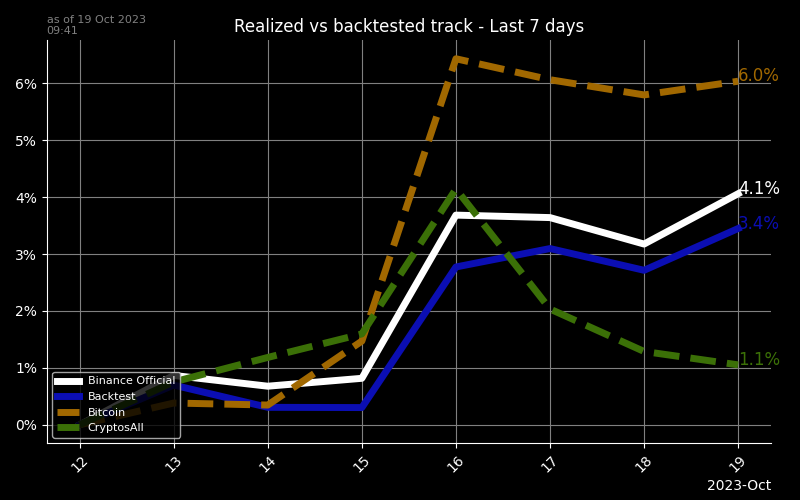 as of 19 Oct 2023
09:41
Realized vs backtested track - Last 7 days
6%
5%
4%
3%
2%
1%
0%
6.0%
4.1%
3.4%
1.1%
Binance Official
Backtest
Bitcoin
CryptosAll
12
13
14
15
16
17
18
19
2023-Oct